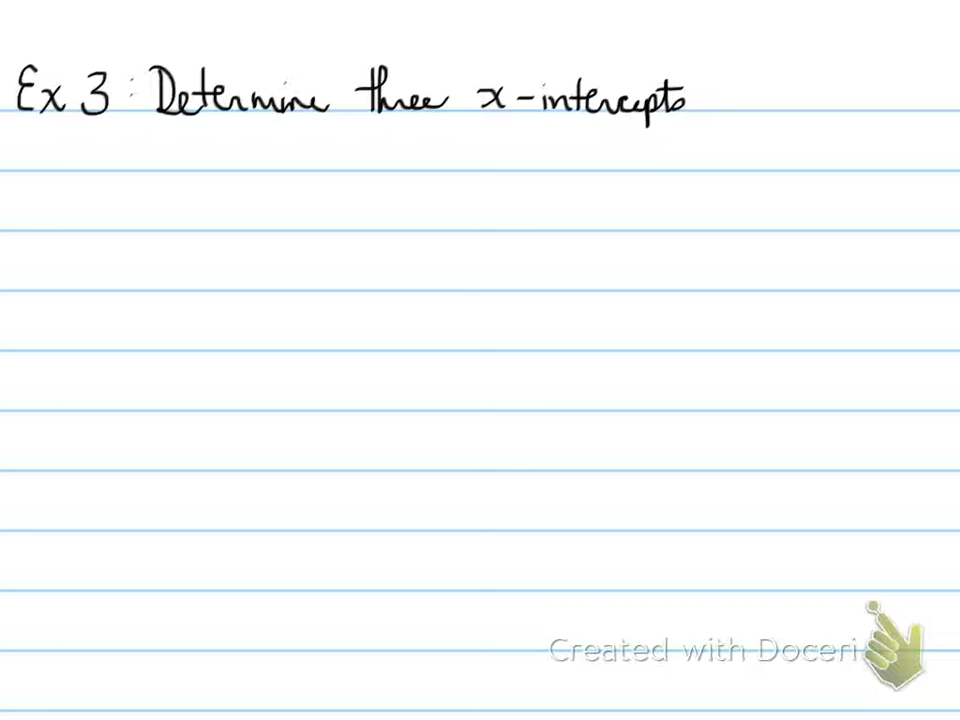 Ex 3 : Determine three x-intercepts
Created with Doceri